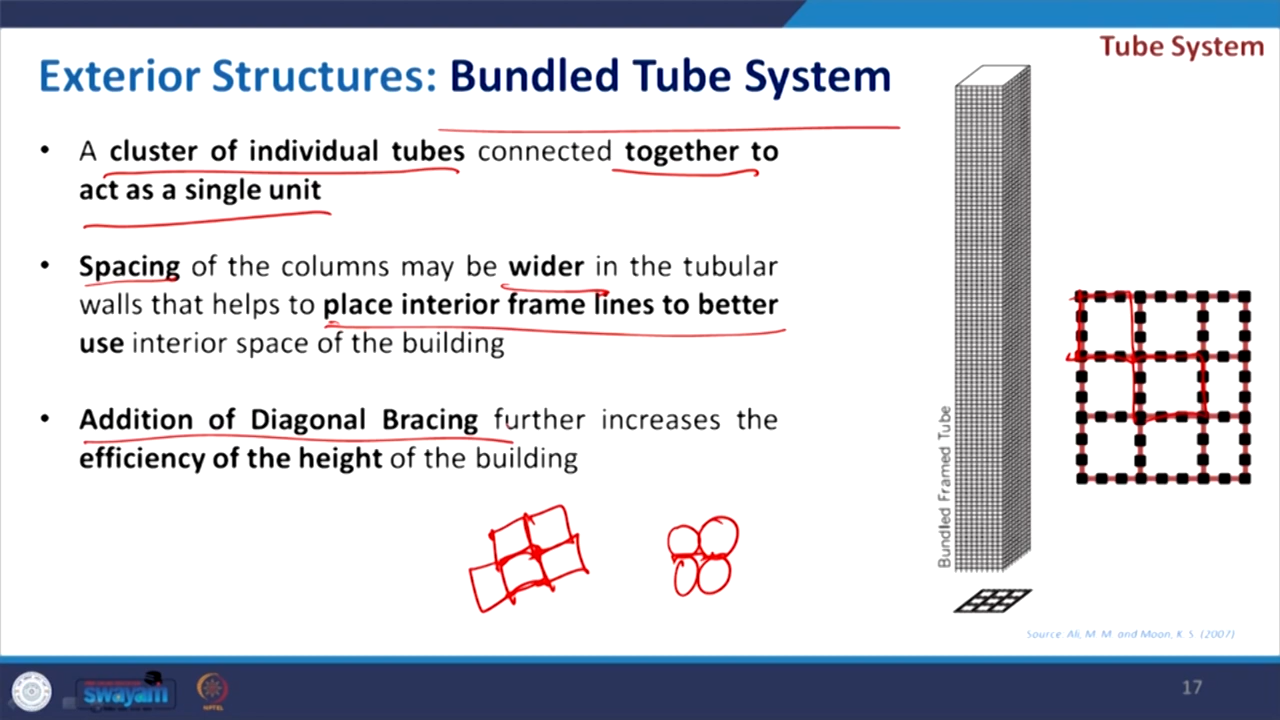 Tube System
Exterior Structures: Bundled Tube System
• A cluster of individual tubes connected together to
act as a single unit
• Spacing of the columns may be wider in the tubular
walls that helps to place interior frame lines to better
use interior space of the building
• Addition of Diagonal Bracing further increases the
efficiency of the height of the building
Bundled Framed Tube
Source: Ali, M. M. and Moon, K. S. (2007)
swayam
17